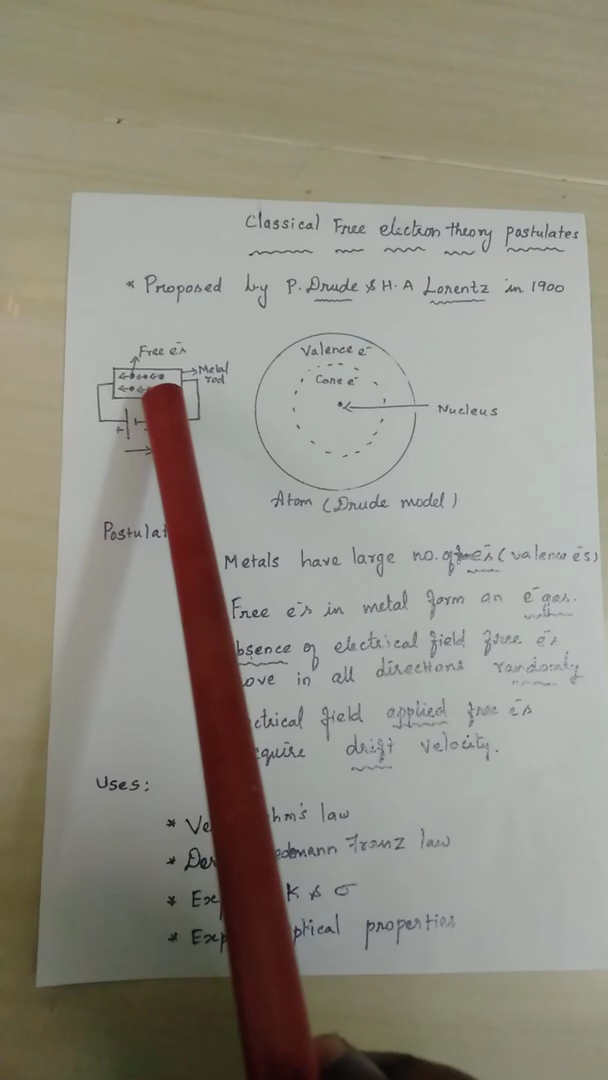 Classical Free electron theory postulates
* Proposed by P. Drude & H.A Lorentz in 1900
Free e-s
Metal
rod
Valence e-
Core e-
Nucleus
Atom (Drude model)
Postulat
Metals have large no. of e-s (valence e-s)
Free e-s in metal form an e- gas.
bsence of electrical field free e-s
ove in all directions randomly
ctrical field applied free e-s
quire drift velocity.
Uses:
* Ve hm's law
* Der edmann Franz law
* Exp K & σ
* Exp ptical properties